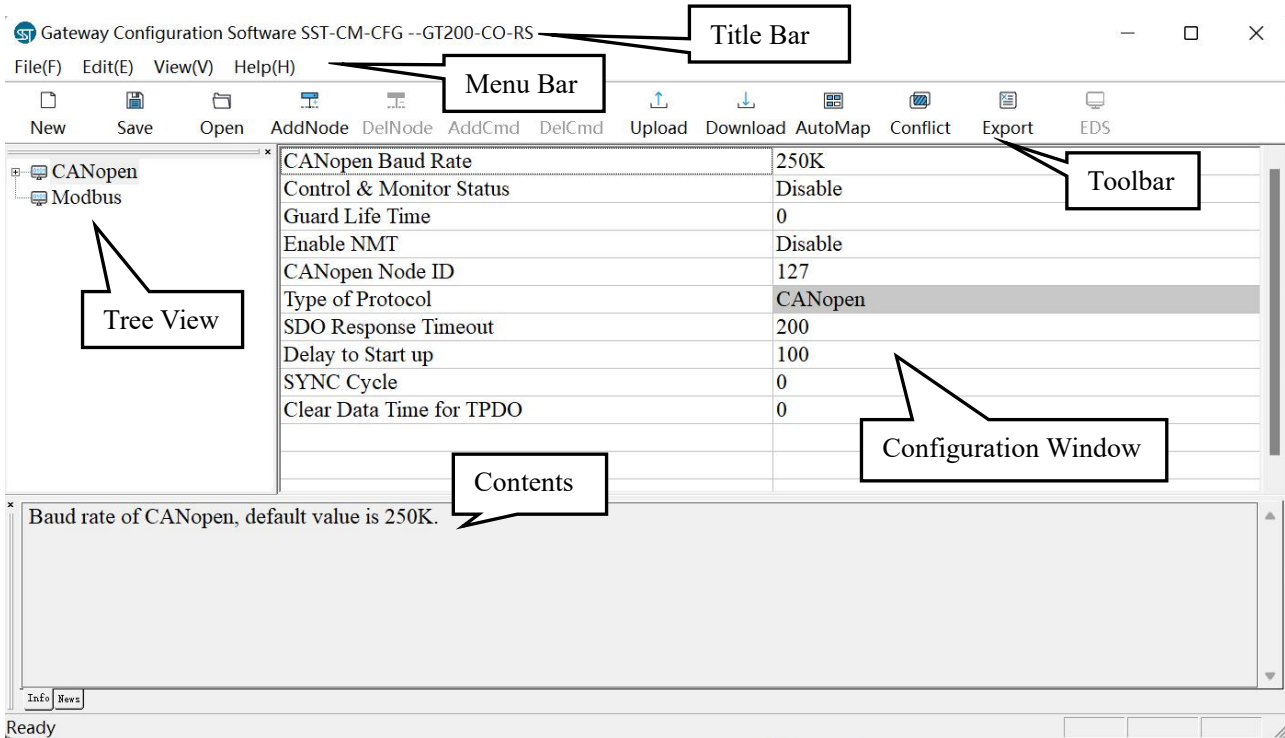 Gateway Configuration Software SST-CM-CFG --GT200-CO-RS
Title Bar
File(F) Edit(E) View(V) Help(H)
Menu Bar
New Save Open AddNode DelNode AddCmd DelCmd Upload Download AutoMap Conflict Export EDS
Toolbar
CANopen
Modbus
Tree View
CANopen Baud Rate 250K
Control & Monitor Status Disable
Guard Life Time 0
Enable NMT Disable
CANopen Node ID 127
Type of Protocol CANopen
SDO Response Timeout 200
Delay to Start up 100
SYNC Cycle 0
Clear Data Time for TPDO 0
Configuration Window
Contents
Baud rate of CANopen, default value is 250K.
Info News
Ready